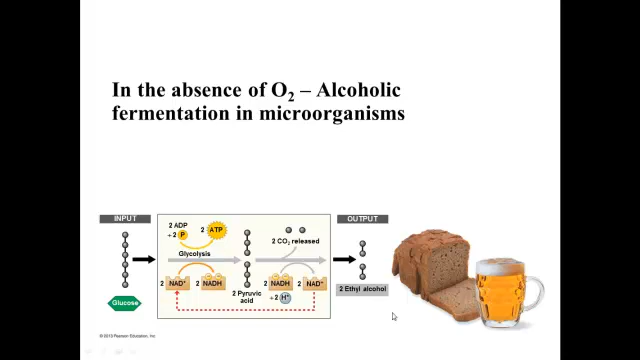 In the absence of O2 – Alcoholic
fermentation in microorganisms
INPUT
OUTPUT
2 ADP
+ 2 P
2 ATP
2 CO2 released
Glycolysis
2 NAD+
2 NADH
2 NADH
2 NAD+
2 Pyruvic
acid
+ 2 H+
2 Ethyl alcohol
Glucose
© 2010 Pearson Education, Inc.